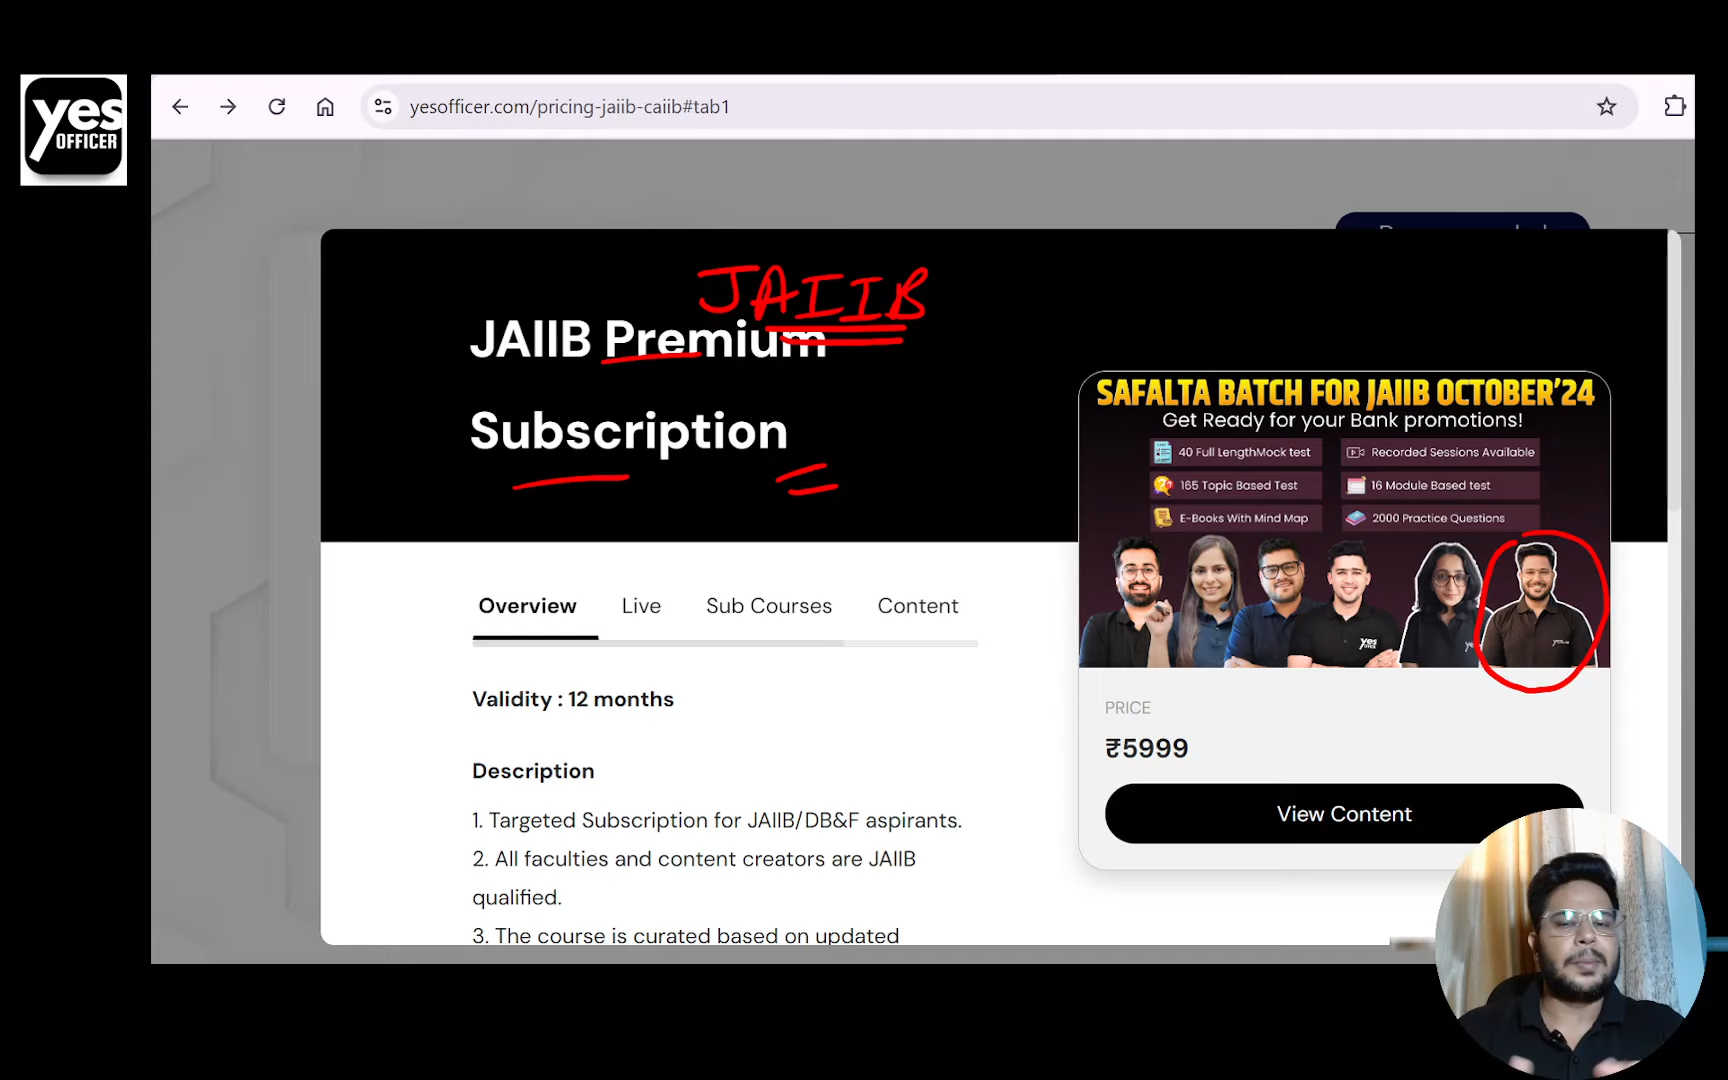 yes
OFFICER
yesofficer.com/pricing-jaiib-caiib#tab1
JAIIB
JAIIB Premium
Subscription
SAFALTA BATCH FOR JAIIB OCTOBER'24
Get Ready for your Bank promotions!
40 Full LengthMock test
Recorded Sessions Available
165 Topic Based Test
16 Module Based test
E-Books With Mind Map
2000 Practice Questions
yes
Overview Live Sub Courses Content
Validity : 12 months
PRICE
₹5999
Description
View Content
1. Targeted Subscription for JAIIB/DB&F aspirants.
2. All faculties and content creators are JAIIB
qualified.
3. The course is curated based on updated